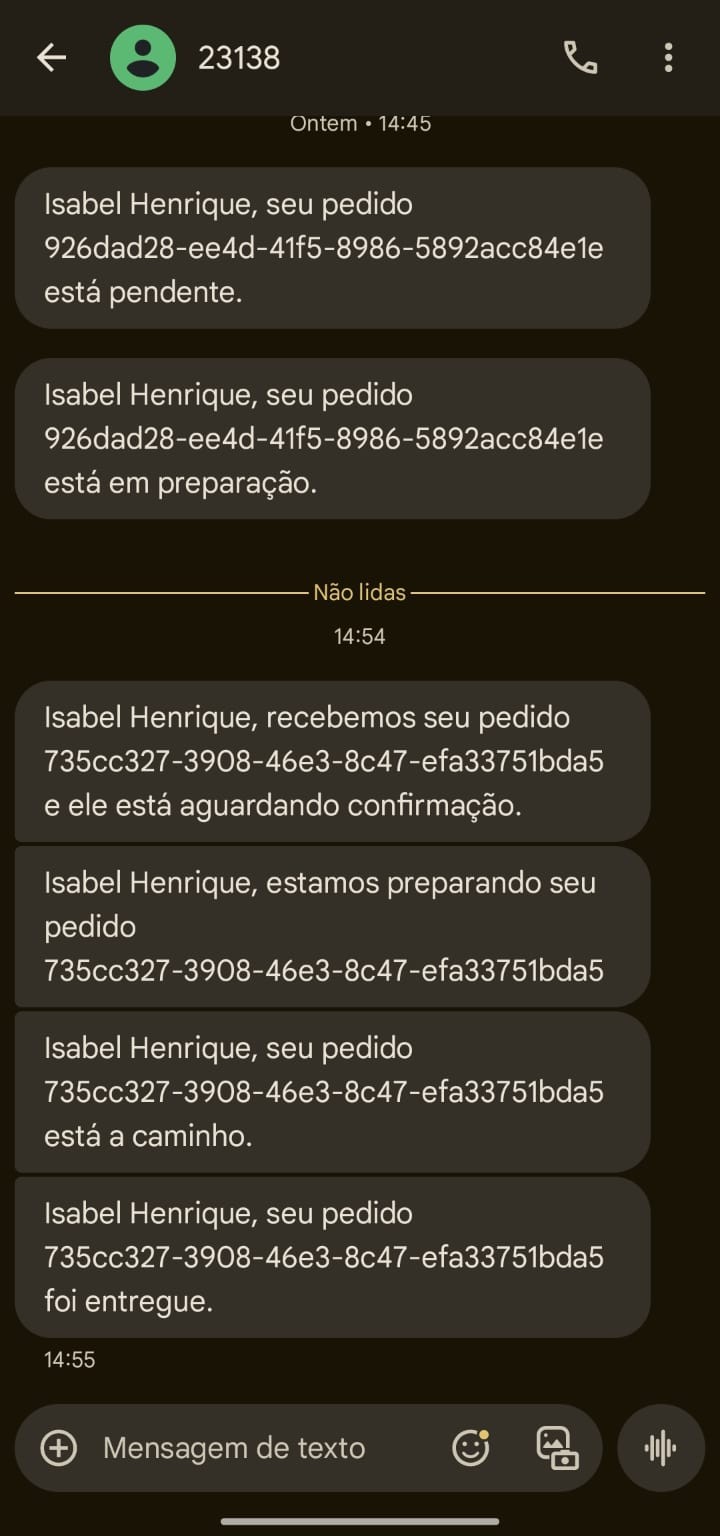 23138
Ontem • 14:45
Isabel Henrique, seu pedido
926dad28-ee4d-41f5-8986-5892acc84e1e
está pendente.
Isabel Henrique, seu pedido
926dad28-ee4d-41f5-8986-5892acc84e1e
está em preparação.
Não lidas
14:54
Isabel Henrique, recebemos seu pedido
735cc327-3908-46e3-8c47-efa33751bda5
e ele está aguardando confirmação.
Isabel Henrique, estamos preparando seu
pedido
735cc327-3908-46e3-8c47-efa33751bda5
Isabel Henrique, seu pedido
735cc327-3908-46e3-8c47-efa33751bda5
está a caminho.
Isabel Henrique, seu pedido
735cc327-3908-46e3-8c47-efa33751bda5
foi entregue.
14:55
Mensagem de texto